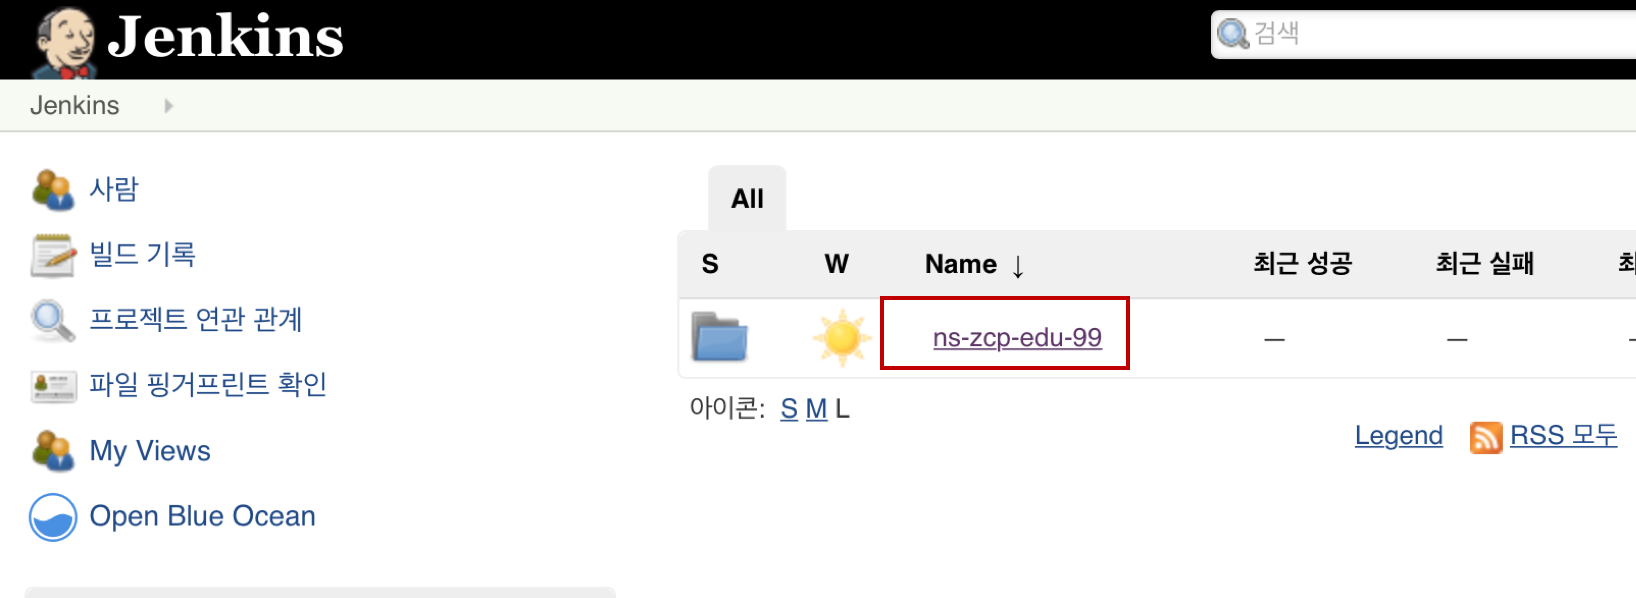 Jenkins
검색
Jenkins
사람
빌드 기록
프로젝트 연관 관계
파일 핑거프린트 확인
My Views
Open Blue Ocean
All
S W Name ↓ 최근 성공 최근 실패
ns-zcp-edu-99 — —
아이콘: S M L
Legend RSS 모두